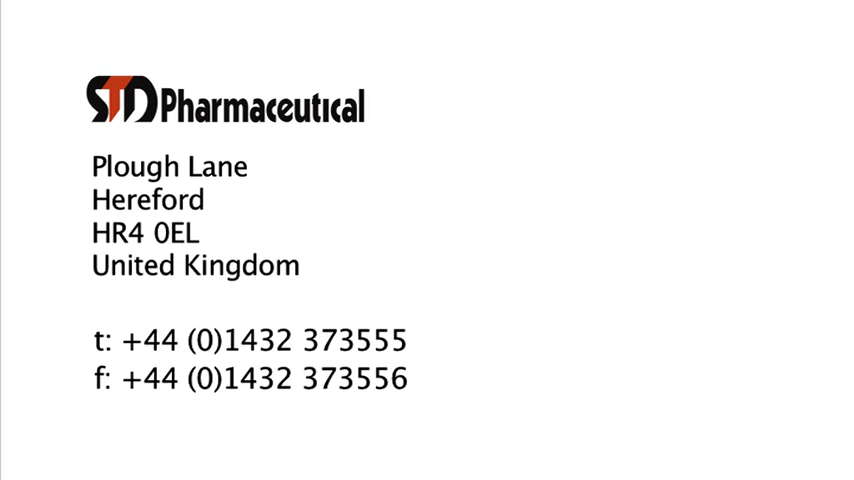 STD Pharmaceutical
Plough Lane
Hereford
HR4 0EL
United Kingdom
t: +44 (0)1432 373555
f: +44 (0)1432 373556